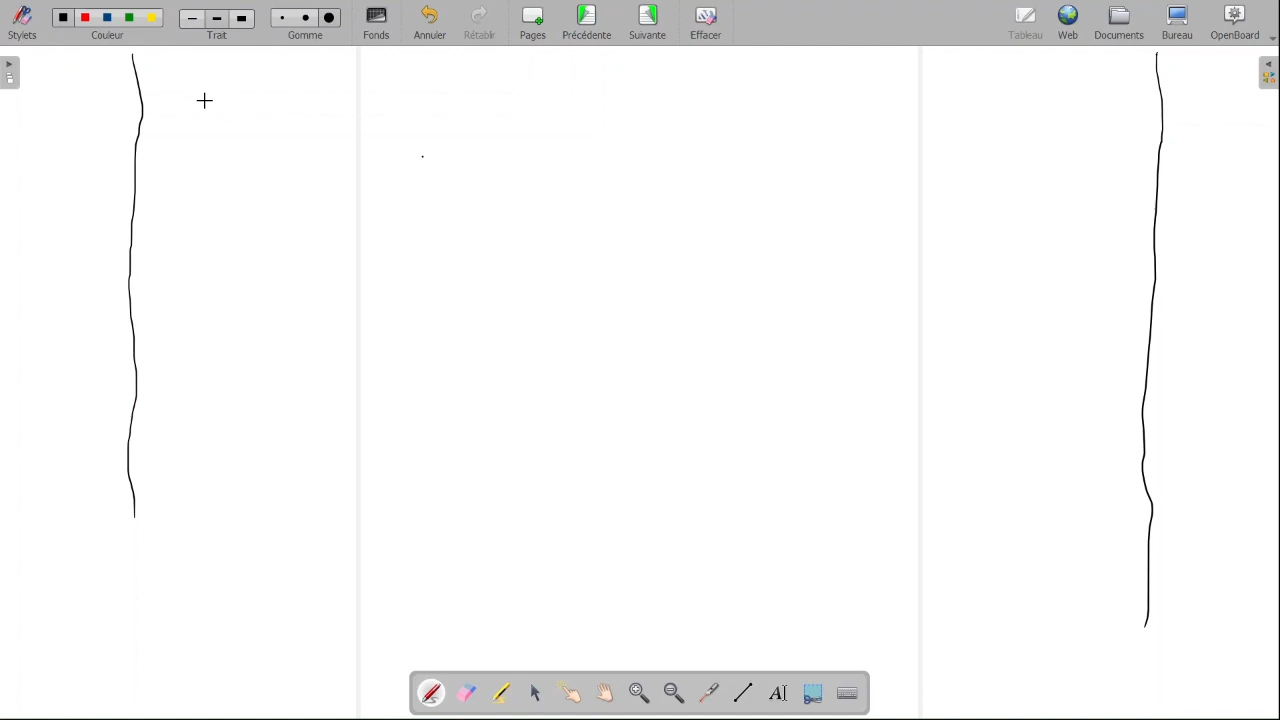 Stylets
Couleur
Trait
Gomme
Fonds
Annuler
Rétablir
Pages
Précédente
Suivante
Effacer
Tableau
Web
Documents
Bureau
OpenBoard